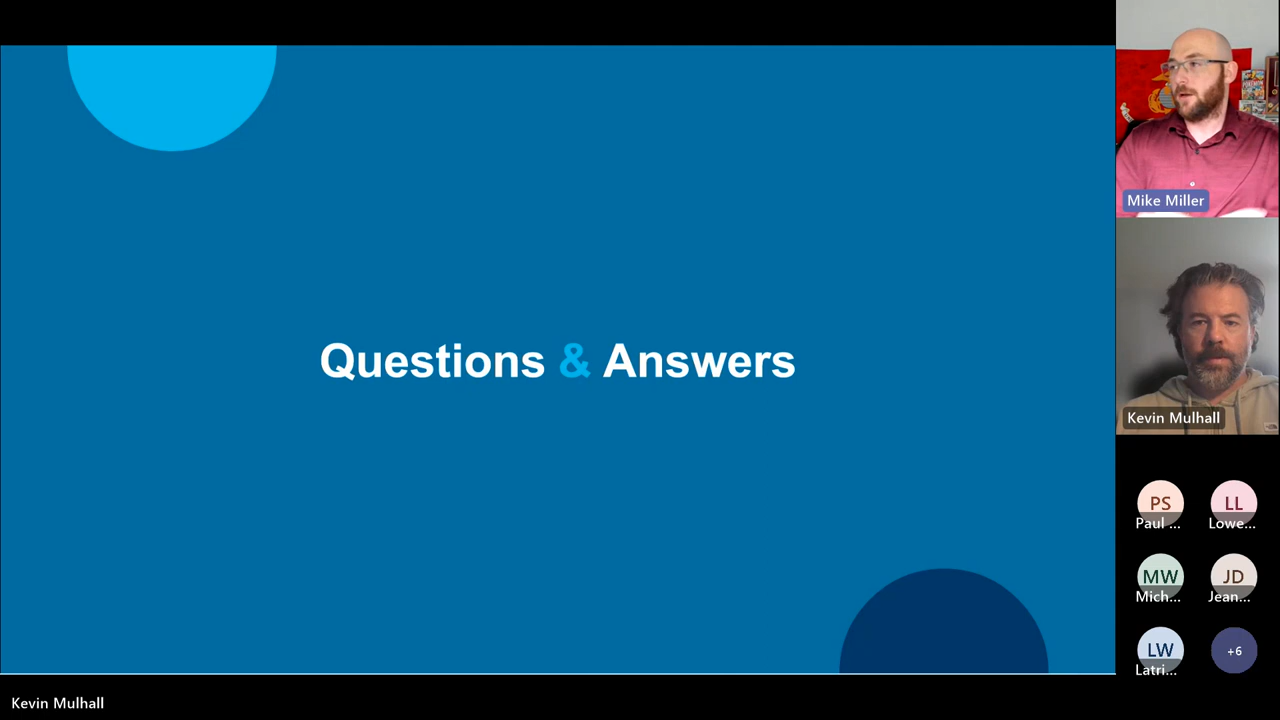 Questions & Answers
Mike Miller
Kevin Mulhall
PS
LL
Paul ...
Lowe...
MW
JD
Mich...
Jean...
LW
+6
Latri...
Kevin Mulhall